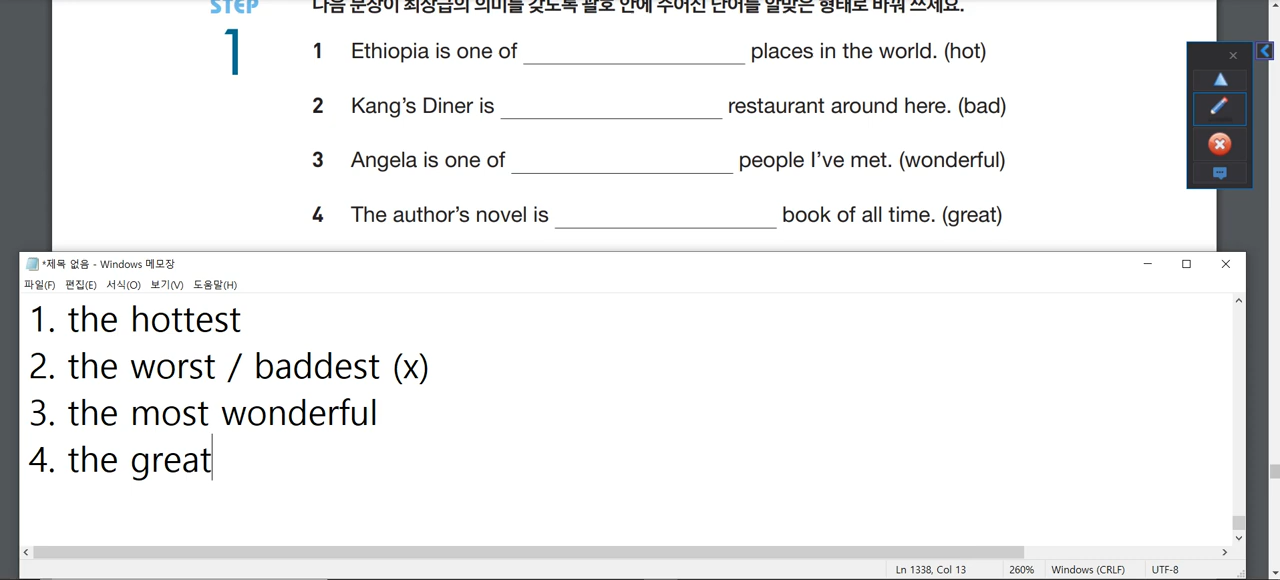 STEP 다음 문장이 최상급의 의미를 갖도록 괄호 안에 주어진 단어를 알맞은 형태로 바꿔 쓰세요.
1
1 Ethiopia is one of ____________ places in the world. (hot)
2 Kang's Diner is ____________ restaurant around here. (bad)
3 Angela is one of ____________ people I've met. (wonderful)
4 The author's novel is ____________ book of all time. (great)
*제목 없음 - Windows 메모장
파일(F) 편집(E) 서식(O) 보기(V) 도움말(H)
1. the hottest
2. the worst / baddest (x)
3. the most wonderful
4. the great
Ln 1338, Col 13 260% Windows (CRLF) UTF-8